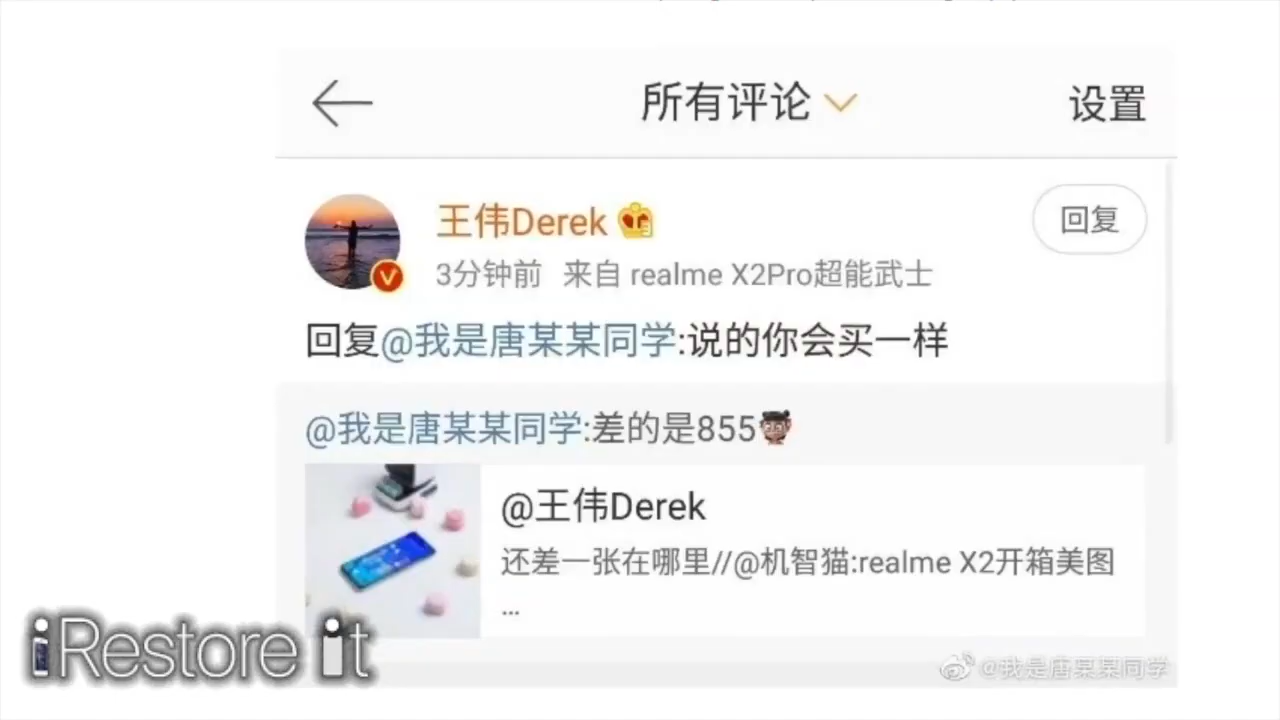 所有评论
设置
王伟Derek
回复
3分钟前 来自 realme X2Pro超能武士
回复@我是唐某某同学:说的你会买一样
@我是唐某某同学:差的是855
@王伟Derek
还差一张在哪里//@机智猫:realme X2开箱美图
...
iRestore it
@我是唐某某同学